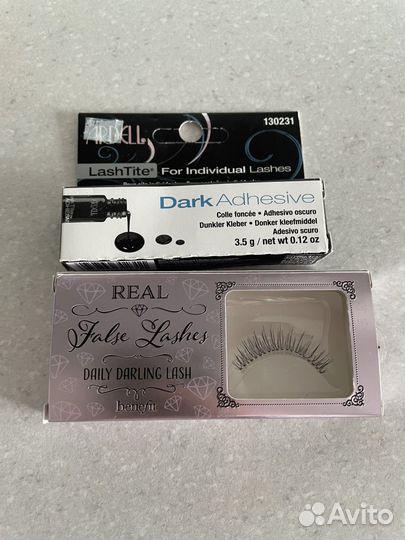 130231
ARDELL
LashTite® For Individual Lashes
Dark Adhesive
Colle foncée • Adhesivo oscuro
Dunkler Kleber • Donker kleefmiddel
Adesivo scuro
3.5 g / net wt 0.12 oz
REAL
False Lashes
DAILY DARLING LASH
benefit
Avito